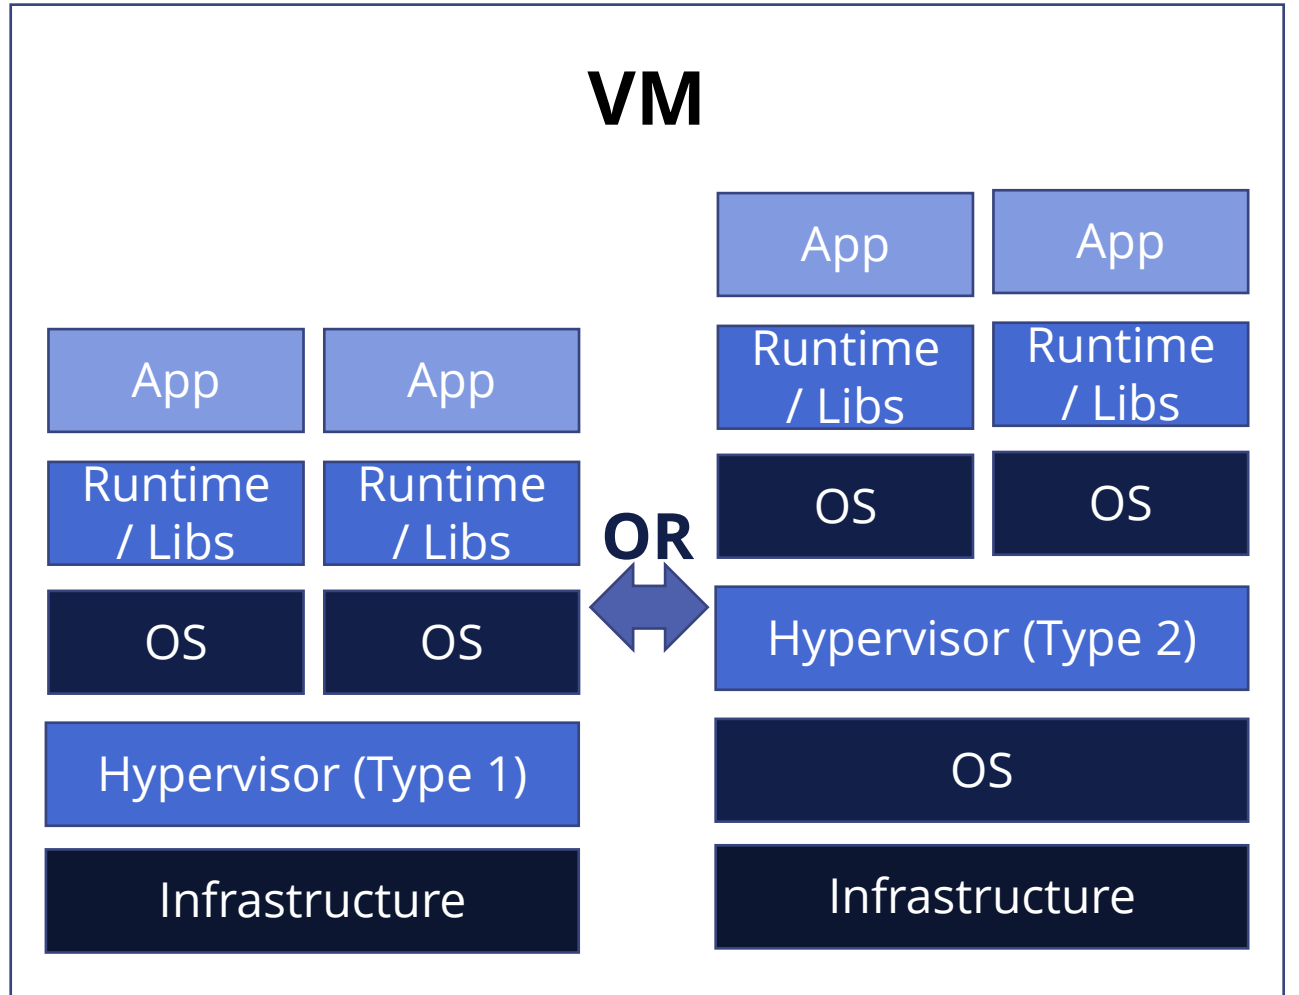 VM
App
App
Runtime
/ Libs
Runtime
/ Libs
OS
OS
Hypervisor (Type 1)
Infrastructure
OR
App
App
Runtime
/ Libs
Runtime
/ Libs
OS
OS
Hypervisor (Type 2)
OS
Infrastructure